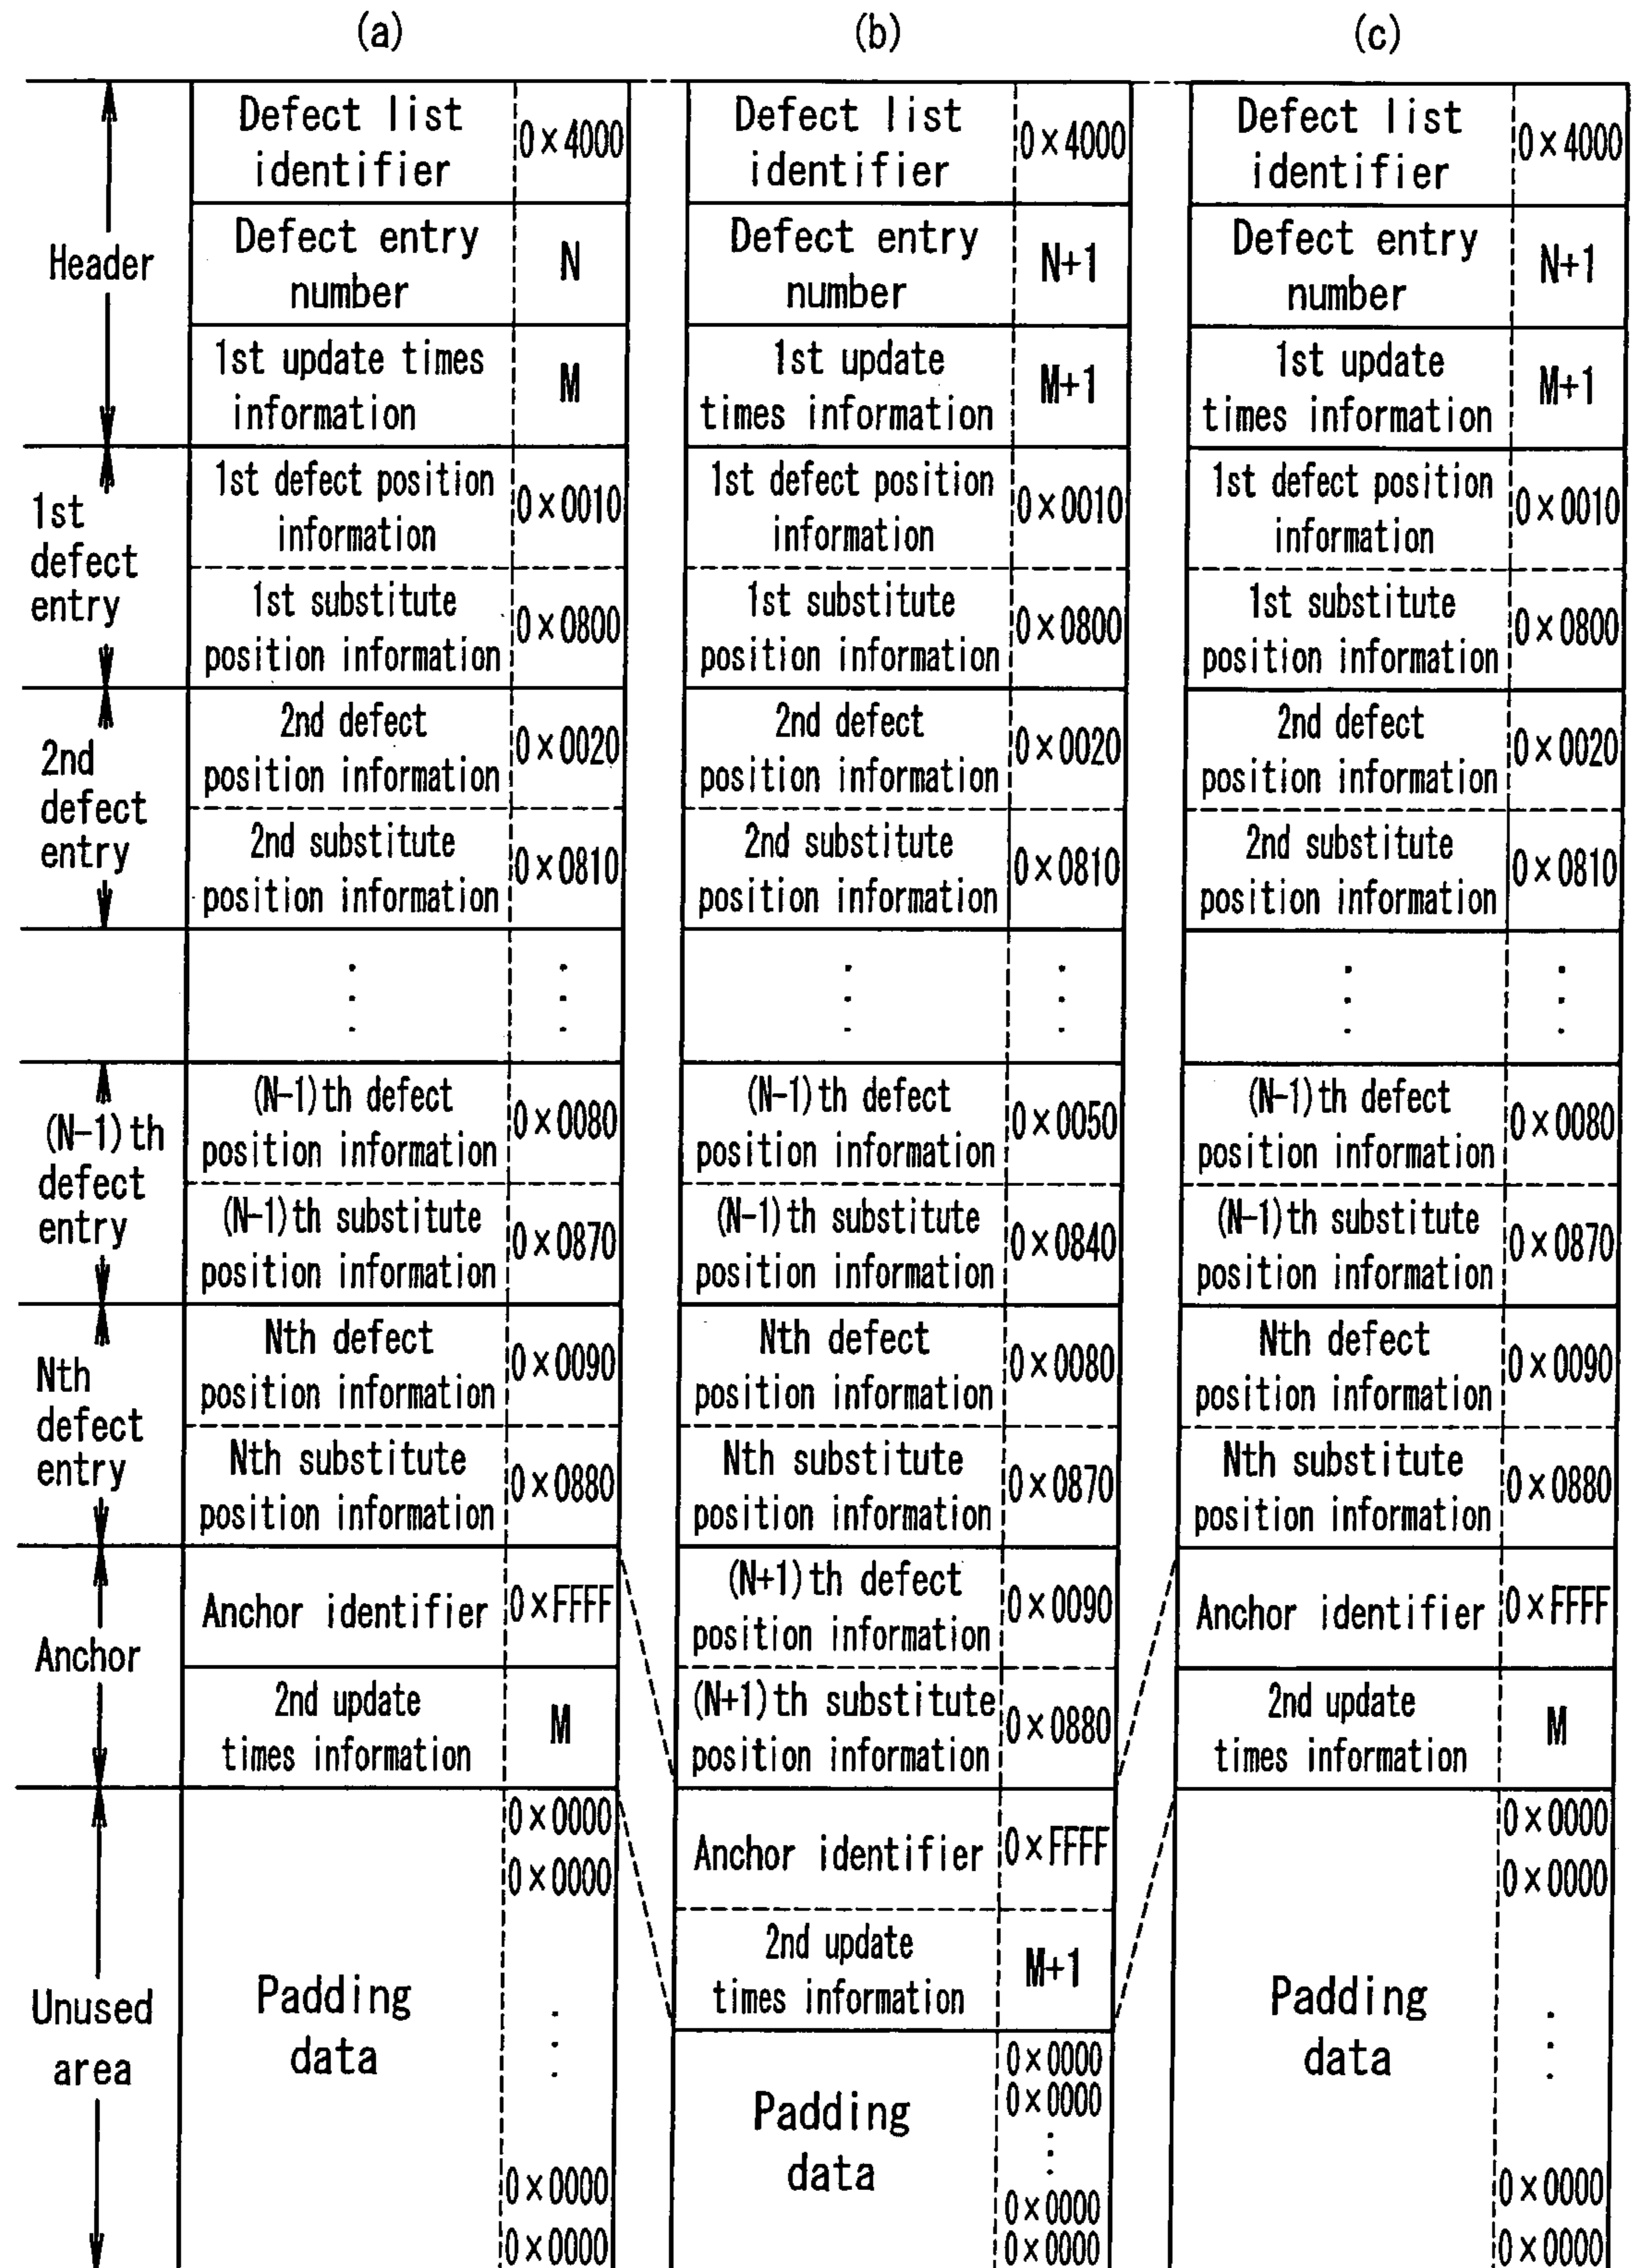 (a)
(b)
(c)
Header
1st
defect
entry
2nd
defect
entry
(N-1)th
defect
entry
Nth
defect
entry
Anchor
Unused
area
Defect list
identifier
0×4000
Defect entry
number
N
1st update times
information
M
1st defect position
information
0×0010
1st substitute
position information
0×0800
2nd defect
position information
0×0020
2nd substitute
position information
0×0810
(N-1)th defect
position information
0×0080
(N-1)th substitute
position information
0×0870
Nth defect
position information
0×0090
Nth substitute
position information
0×0880
Anchor identifier
0×FFFF
2nd update
times information
M
Padding
data
0×0000
0×0000
0×0000
0×0000
Defect list
identifier
0×4000
Defect entry
number
N+1
1st update
times information
M+1
1st defect position
information
0×0010
1st substitute
position information
0×0800
2nd defect
position information
0×0020
2nd substitute
position information
0×0810
(N-1)th defect
position information
0×0050
(N-1)th substitute
position information
0×0840
Nth defect
position information
0×0080
Nth substitute
position information
0×0870
(N+1)th defect
position information
0×0090
(N+1)th substitute
position information
0×0880
Anchor identifier
0×FFFF
2nd update
times information
M+1
Padding
data
0×0000
0×0000
0×0000
0×0000
Defect list
identifier
0×4000
Defect entry
number
N+1
1st update
times information
M+1
1st defect position
information
0×0010
1st substitute
position information
0×0800
2nd defect
position information
0×0020
2nd substitute
position information
0×0810
(N-1)th defect
position information
0×0080
(N-1)th substitute
position information
0×0870
Nth defect
position information
0×0090
Nth substitute
position information
0×0880
Anchor identifier
0×FFFF
2nd update
times information
M
Padding
data
0×0000
0×0000
0×0000
0×0000